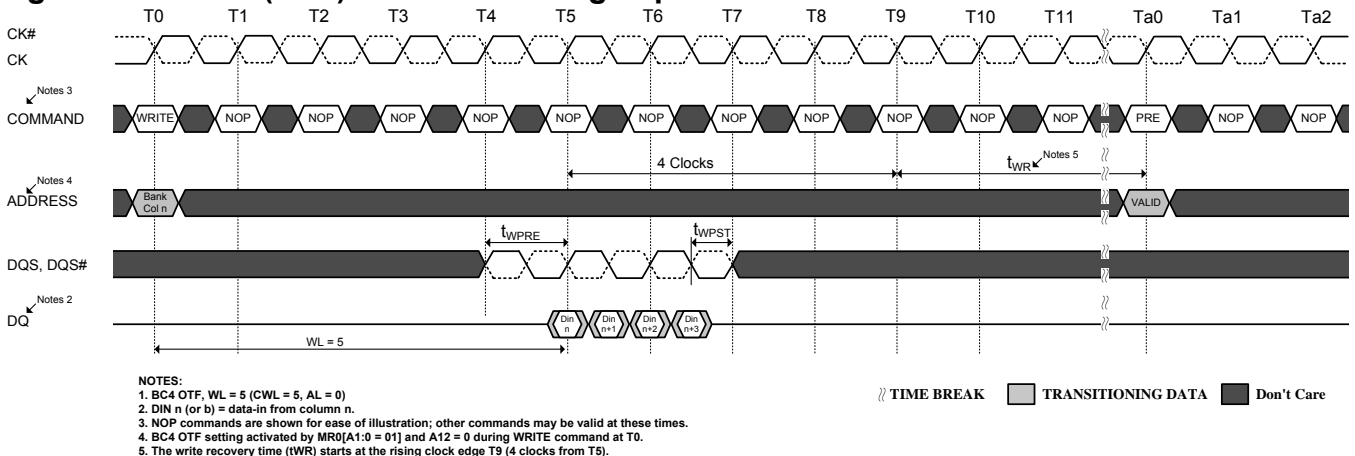 T0 T1 T2 T3 T4 T5 T6 T7 T8 T9 T10 T11 Ta0 Ta1 Ta2
CK#
CK
Notes 3
COMMAND WRITE NOP NOP NOP NOP NOP NOP NOP NOP NOP NOP NOP PRE NOP NOP
4 Clocks tWR Notes 5
Notes 4
ADDRESS Bank Col n VALID
tWPRE tWPST
DQS, DQS#
Notes 2
DQ Din n Din n+1 Din n+2 Din n+3
WL = 5
NOTES:
1. BC4 OTF, WL = 5 (CWL = 5, AL = 0)
2. DIN n (or b) = data-in from column n.
3. NOP commands are shown for ease of illustration; other commands may be valid at these times.
4. BC4 OTF setting activated by MR0[A1:0 = 01] and A12 = 0 during WRITE command at T0.
5. The write recovery time (tWR) starts at the rising clock edge T9 (4 clocks from T5).
TIME BREAK TRANSITIONING DATA Don't Care